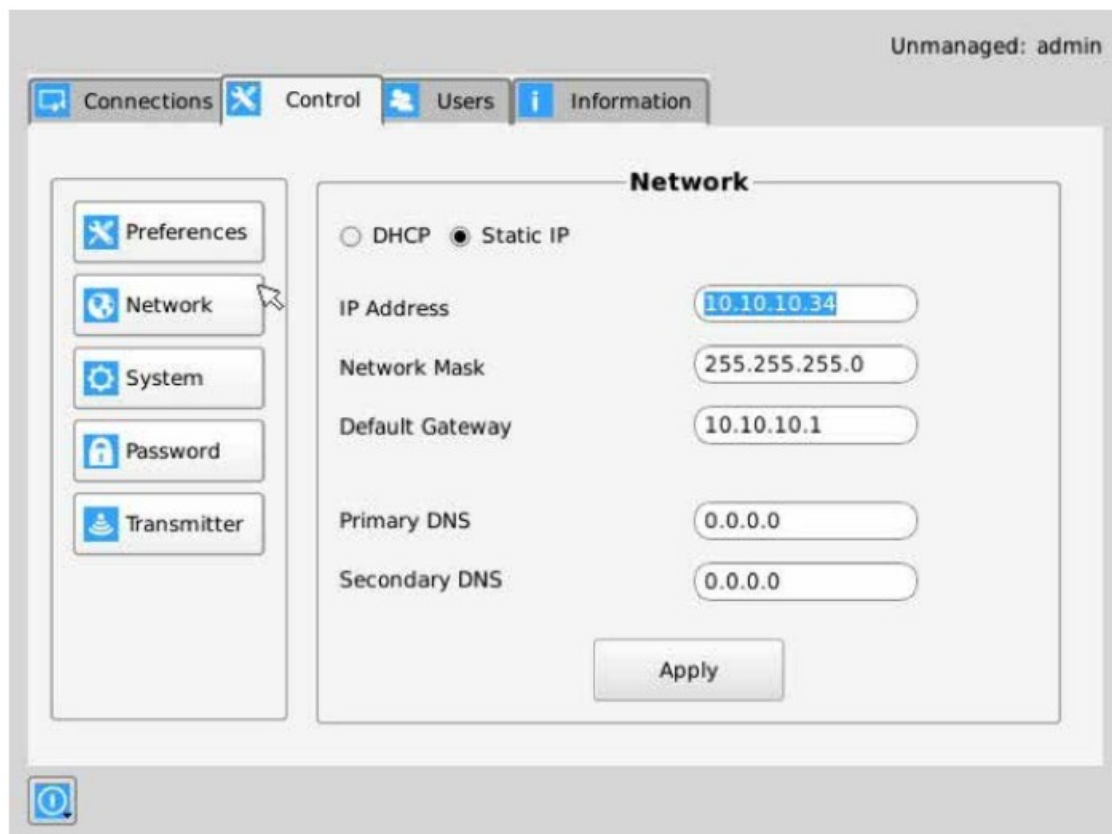 Unmanaged: admin
Connections
Control
Users
Information
Preferences
Network
System
Password
Transmitter
Network
DHCP
Static IP
IP Address
10.10.10.34
Network Mask
255.255.255.0
Default Gateway
10.10.10.1
Primary DNS
0.0.0.0
Secondary DNS
0.0.0.0
Apply